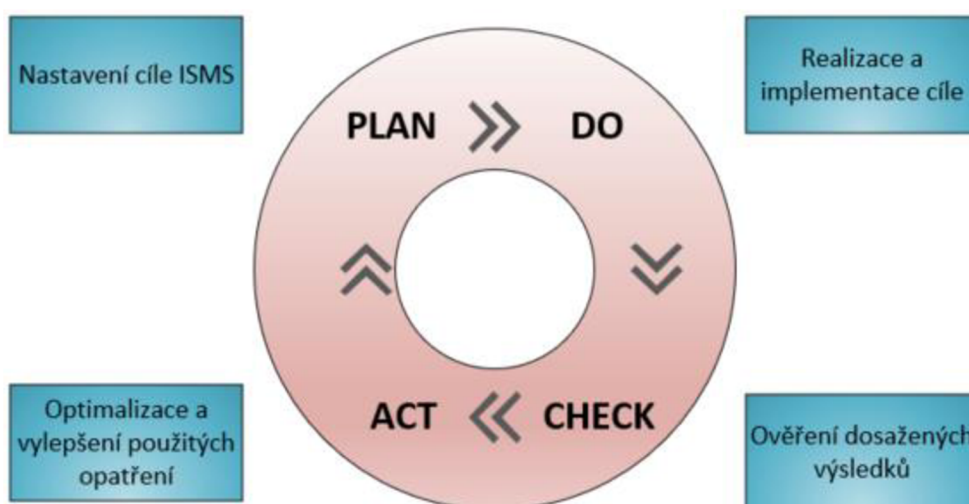 Nastavení cíle ISMS
Realizace a
implementace cíle
PLAN
DO
ACT
CHECK
Optimalizace a
vylepšení použitých
opatření
Ověření dosažených
výsledků